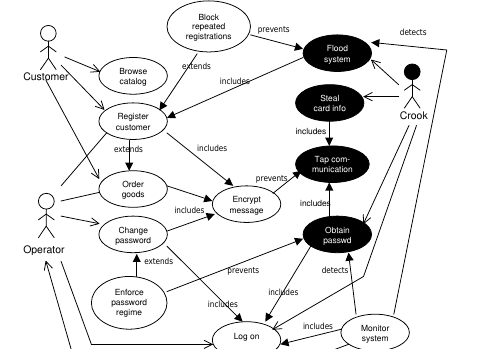 Block
repeated
registrations
prevents
detects
Flood
system
Customer
extends
Browse
catalog
includes
Steal
card info
Crook
Register
customer
includes
extends
includes
Tap com-
munication
prevents
Order
goods
includes
Encrypt
message
includes
Operator
Change
password
Obtain
passwd
extends
prevents
detects
Enforce
password
regime
includes
includes
includes
Log on
Monitor
system